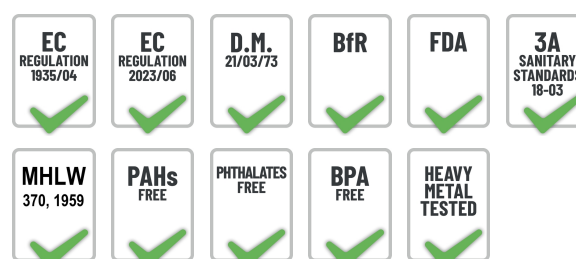 EC
REGULATION
1935/04
EC
REGULATION
2023/06
D.M.
21/03/73
BfR
FDA
3A
SANITARY
STANDARDS
18-03
MHLW
370, 1959
PAHs
FREE
PHTHALATES
FREE
BPA
FREE
HEAVY
METAL
TESTED